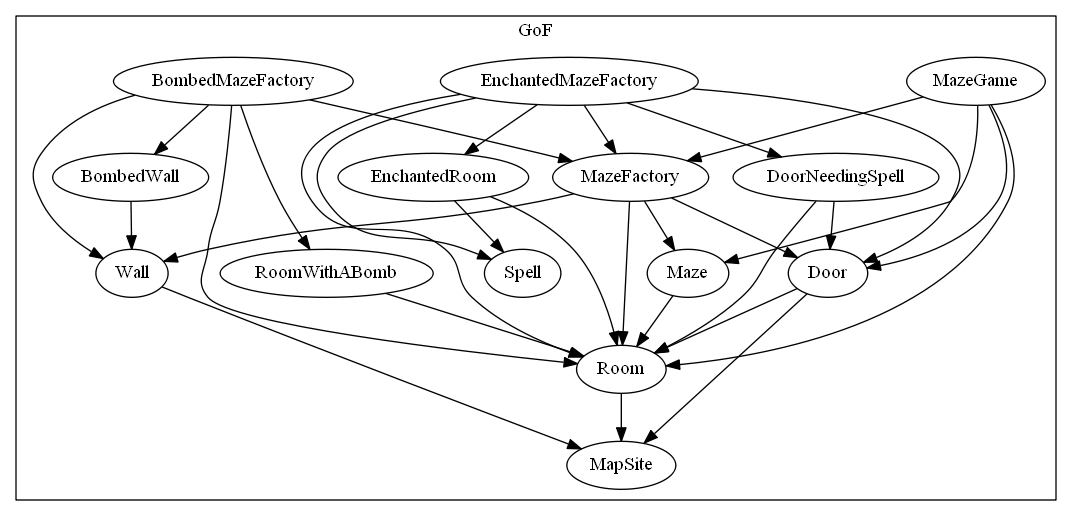 GoF
BombedMazeFactory
EnchantedMazeFactory
MazeGame
BombedWall
EnchantedRoom
MazeFactory
DoorNeedingSpell
Wall
RoomWithABomb
Spell
Maze
Door
Room
MapSite